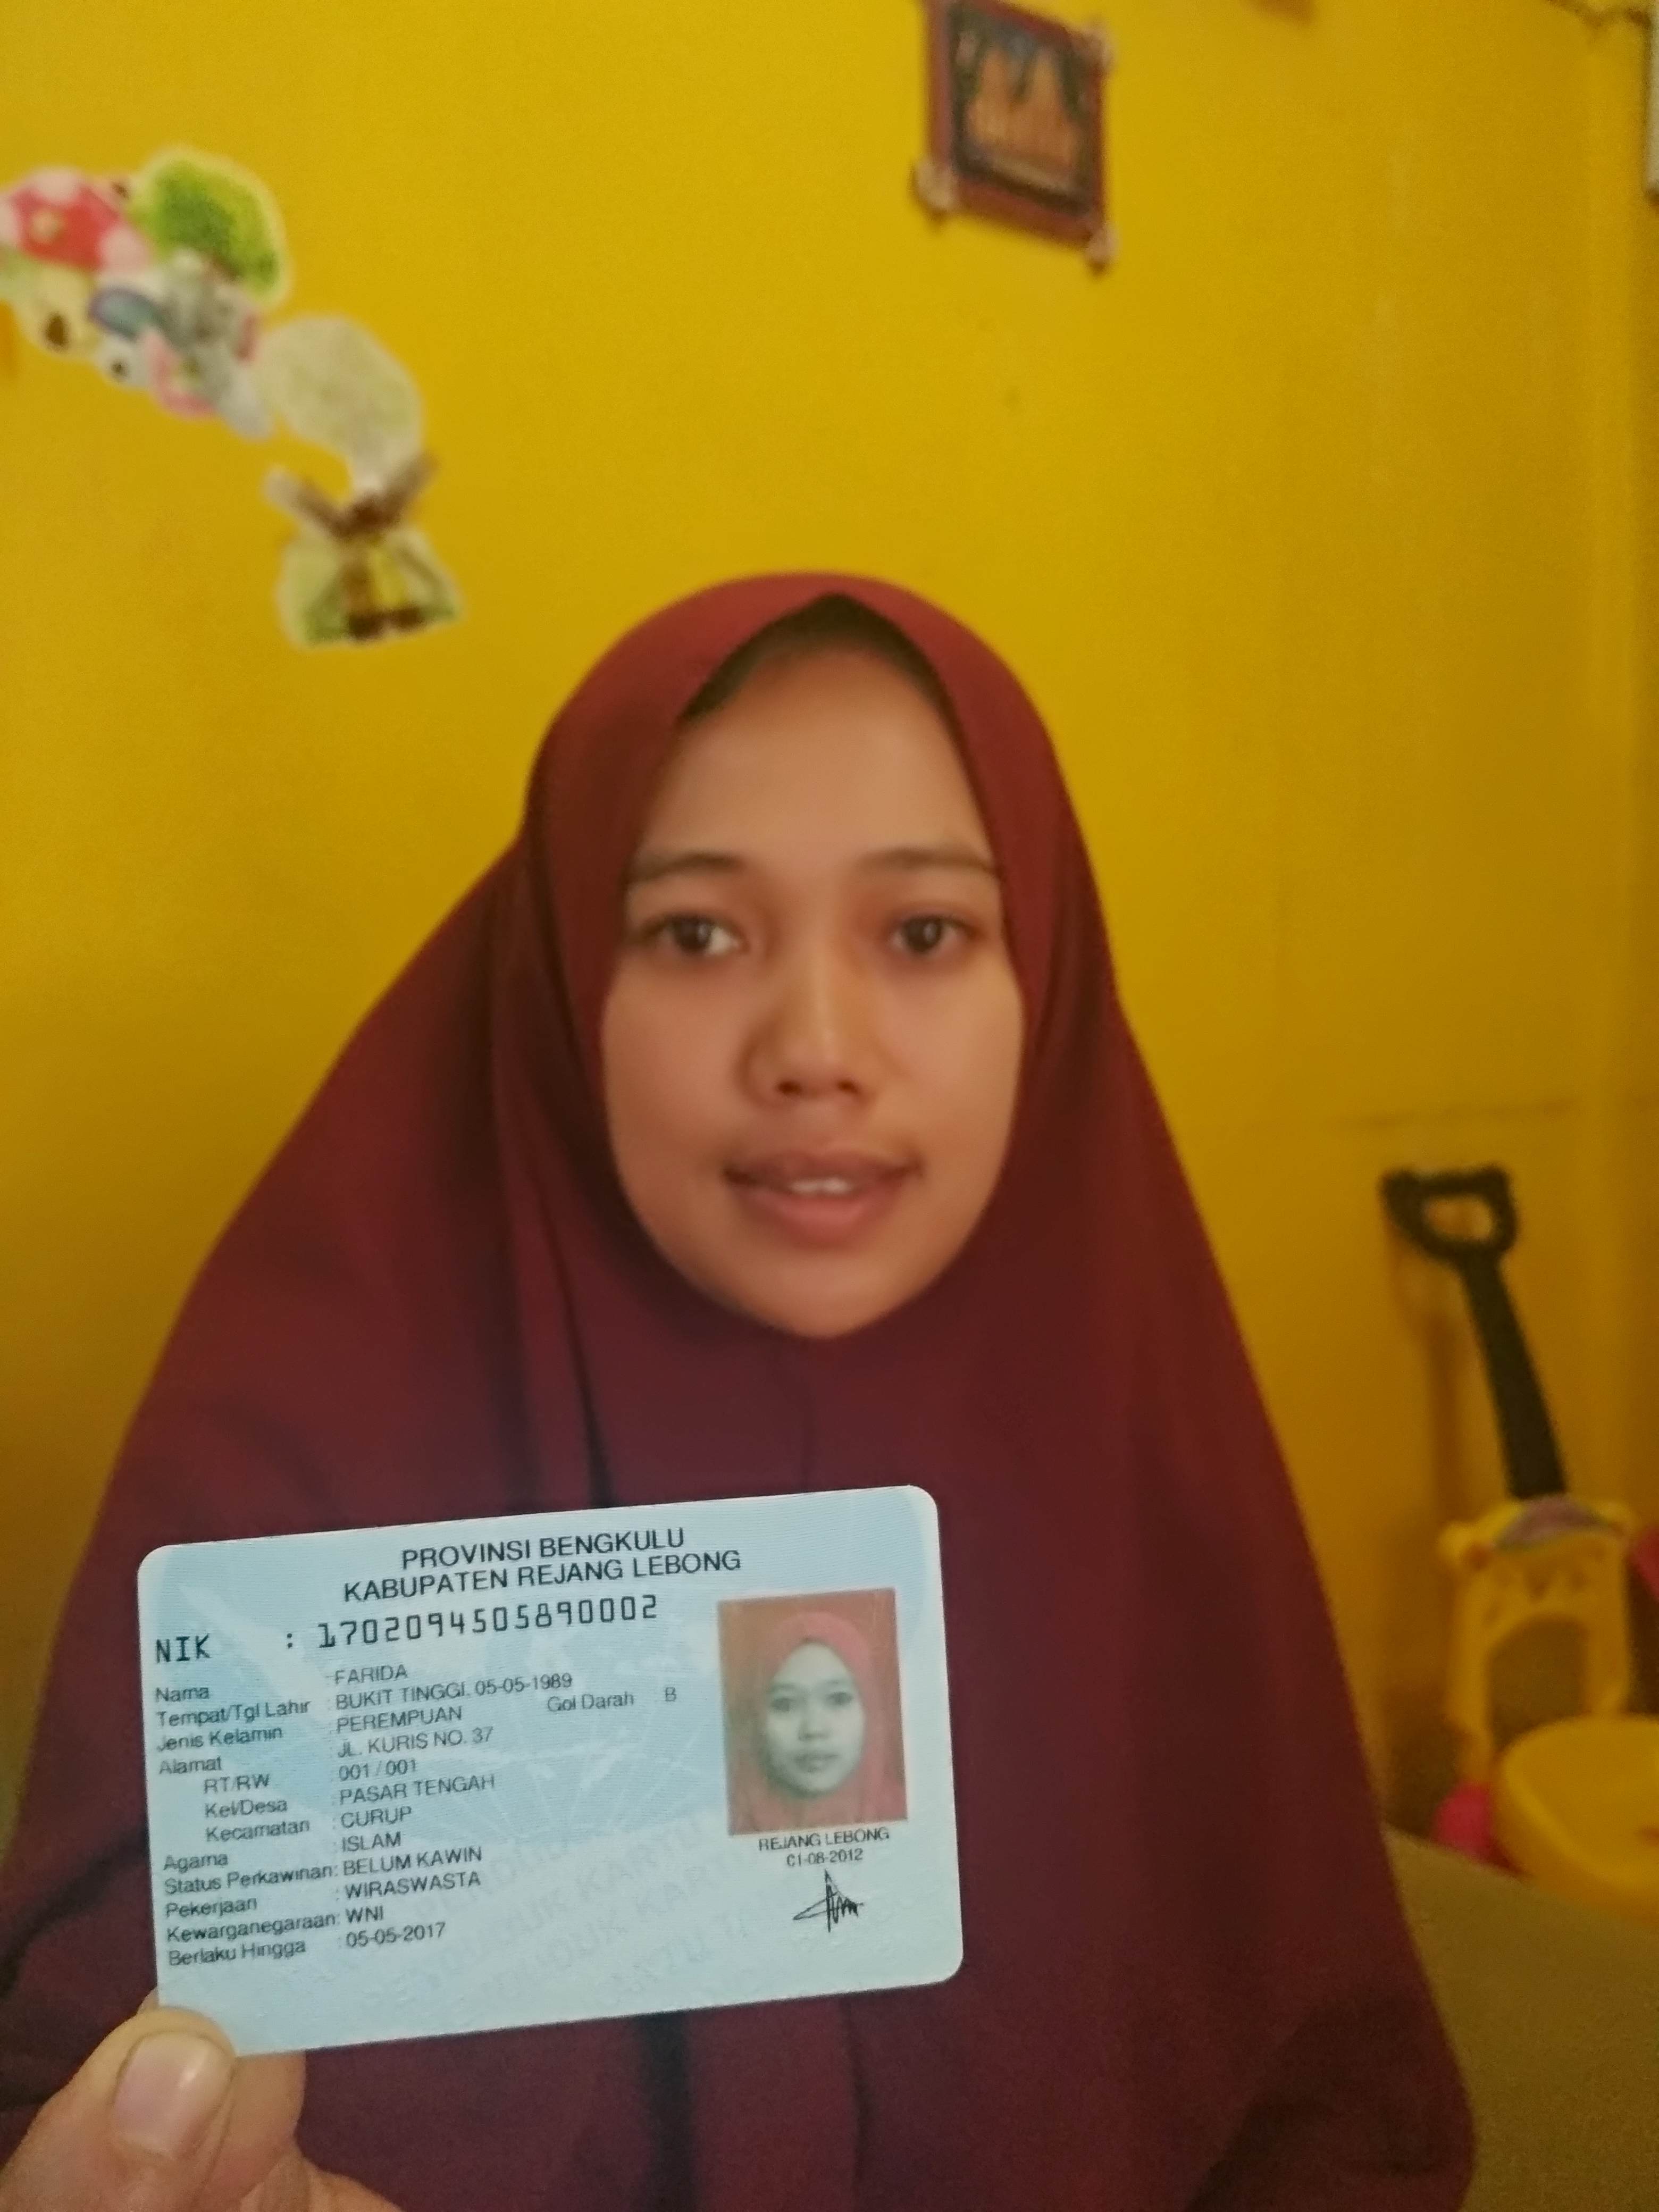 PROVINSI BENGKULU
KABUPATEN REJANG LEBONG
NIK : 1702094505890002
Nama : FARIDA
Tempat/Tgl Lahir : BUKIT TINGGI, 05-05-1989
Jenis Kelamin : PEREMPUAN Gol Darah B
Alamat : JL. KURIS NO. 37
RT/RW : 001 / 001
Kel/Desa : PASAR TENGAH
Kecamatan : CURUP
Agama : ISLAM
Status Perkawinan : BELUM KAWIN
Pekerjaan : WIRASWASTA
Kewarganegaraan : WNI
Berlaku Hingga : 05-05-2017
REJANG LEBONG
01-08-2012